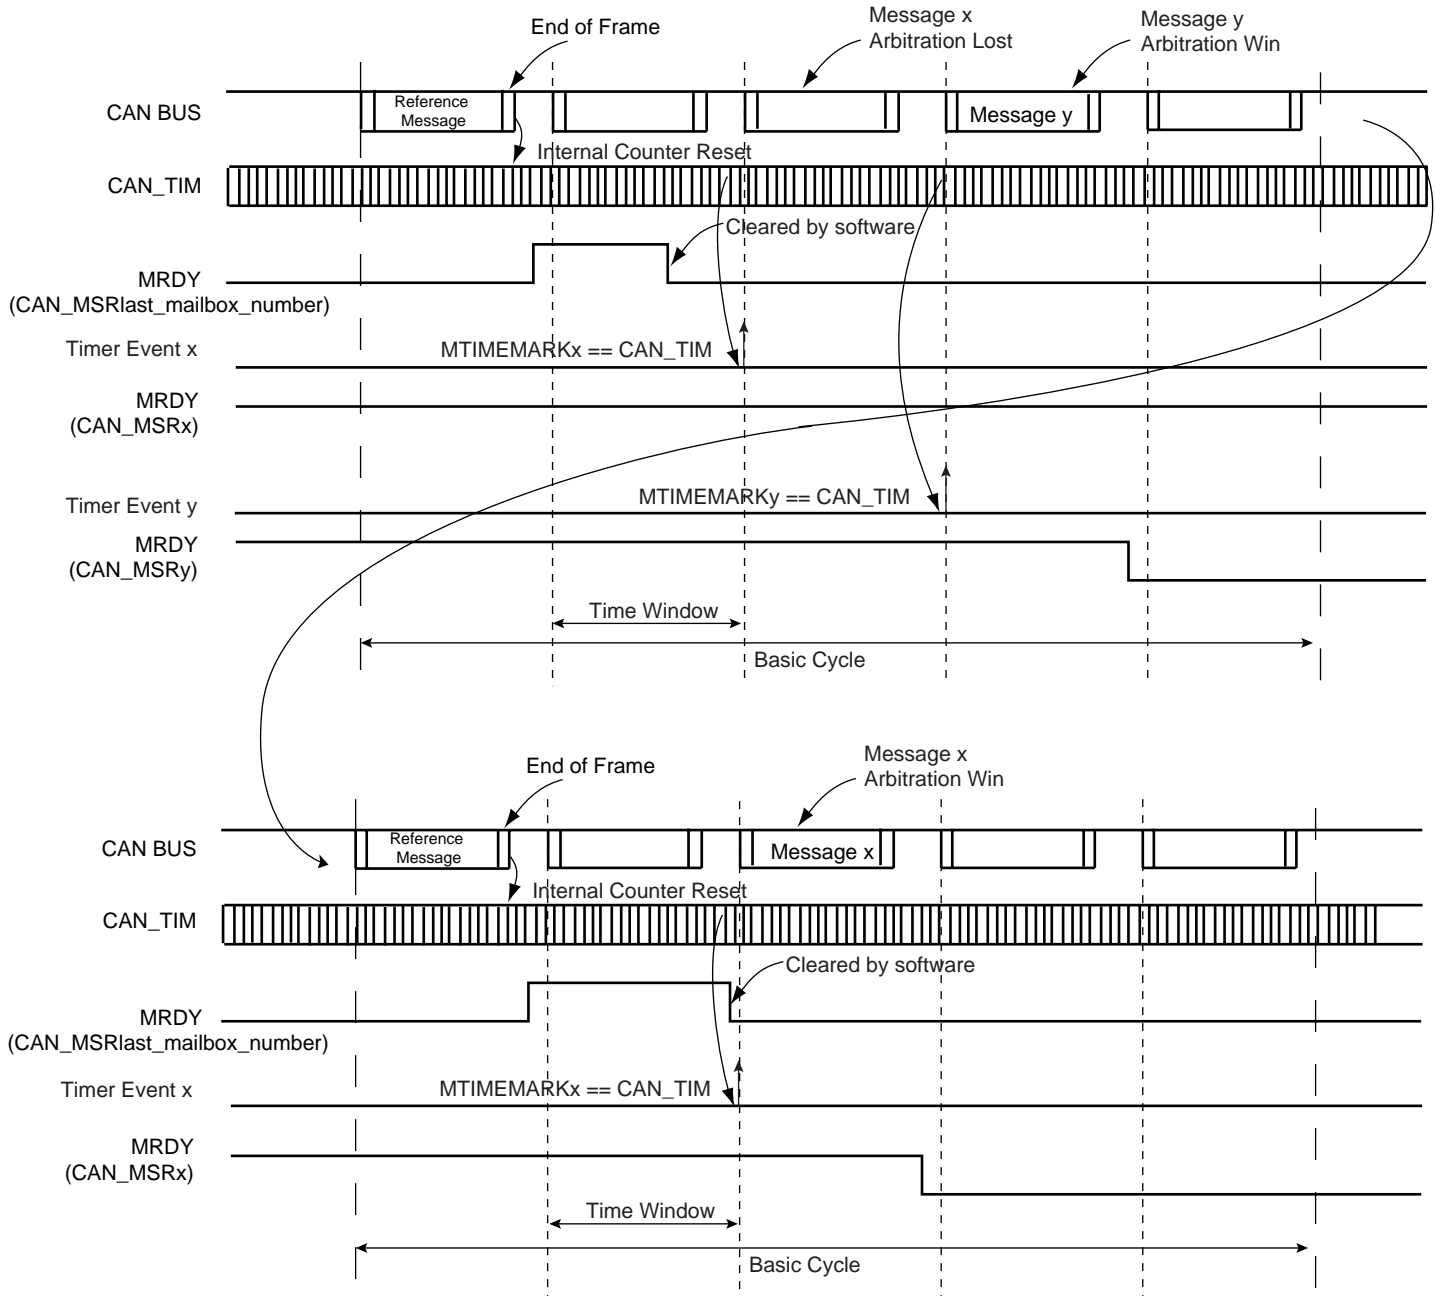 End of Frame
Message x
Arbitration Lost
Message y
Arbitration Win
CAN BUS
Reference
Message
Message y
Internal Counter Reset
CAN_TIM
Cleared by software
MRDY
(CAN_MSRlast_mailbox_number)
Timer Event x
MTIMEMARKx == CAN_TIM
MRDY
(CAN_MSRx)
Timer Event y
MTIMEMARKy == CAN_TIM
MRDY
(CAN_MSRy)
Time Window
Basic Cycle
End of Frame
Message x
Arbitration Win
CAN BUS
Reference
Message
Message x
Internal Counter Reset
CAN_TIM
Cleared by software
MRDY
(CAN_MSRlast_mailbox_number)
Timer Event x
MTIMEMARKx == CAN_TIM
MRDY
(CAN_MSRx)
Time Window
Basic Cycle